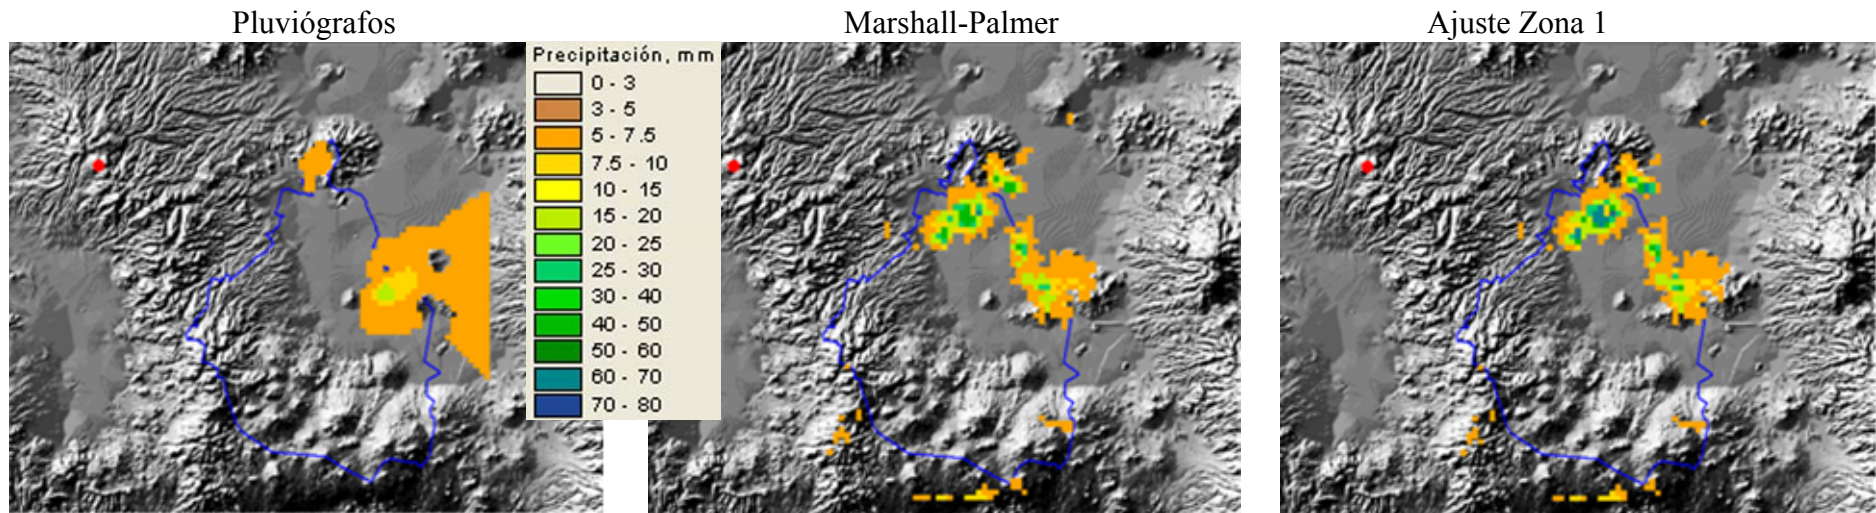 Pluviógrafos
Marshall-Palmer
Ajuste Zona 1
Precipitación, mm
0 - 3
3 - 5
5 - 7.5
7.5 - 10
10 - 15
15 - 20
20 - 25
25 - 30
30 - 40
40 - 50
50 - 60
60 - 70
70 - 80